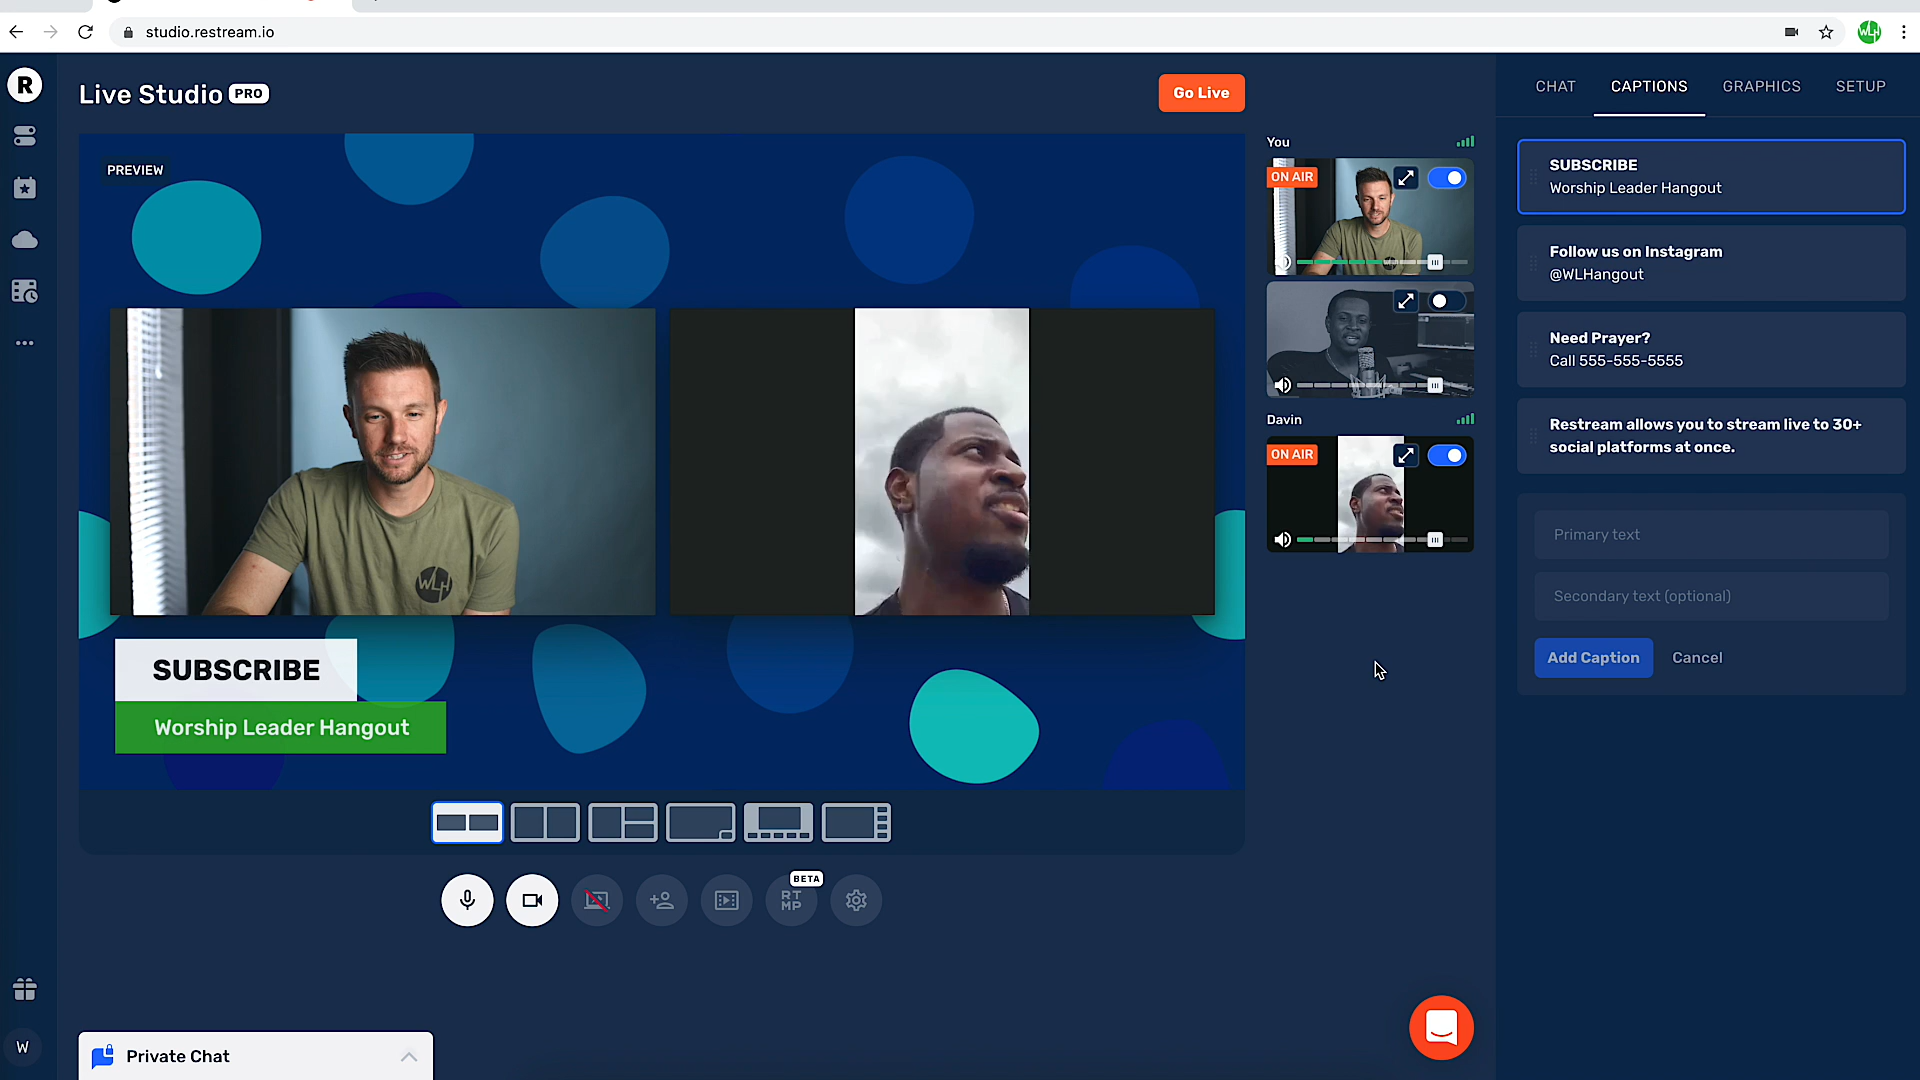 studio.restream.io
WLH
R
Live Studio PRO
Go Live
CHAT
CAPTIONS
GRAPHICS
SETUP
PREVIEW
You
ON AIR
Davin
ON AIR
SUBSCRIBE
Worship Leader Hangout
Follow us on Instagram
@WLHangout
Need Prayer?
Call 555-555-5555
Restream allows you to stream live to 30+
social platforms at once.
Primary text
Secondary text (optional)
Add Caption
Cancel
WLH
SUBSCRIBE
Worship Leader Hangout
BETA
RT
MP
W
Private Chat